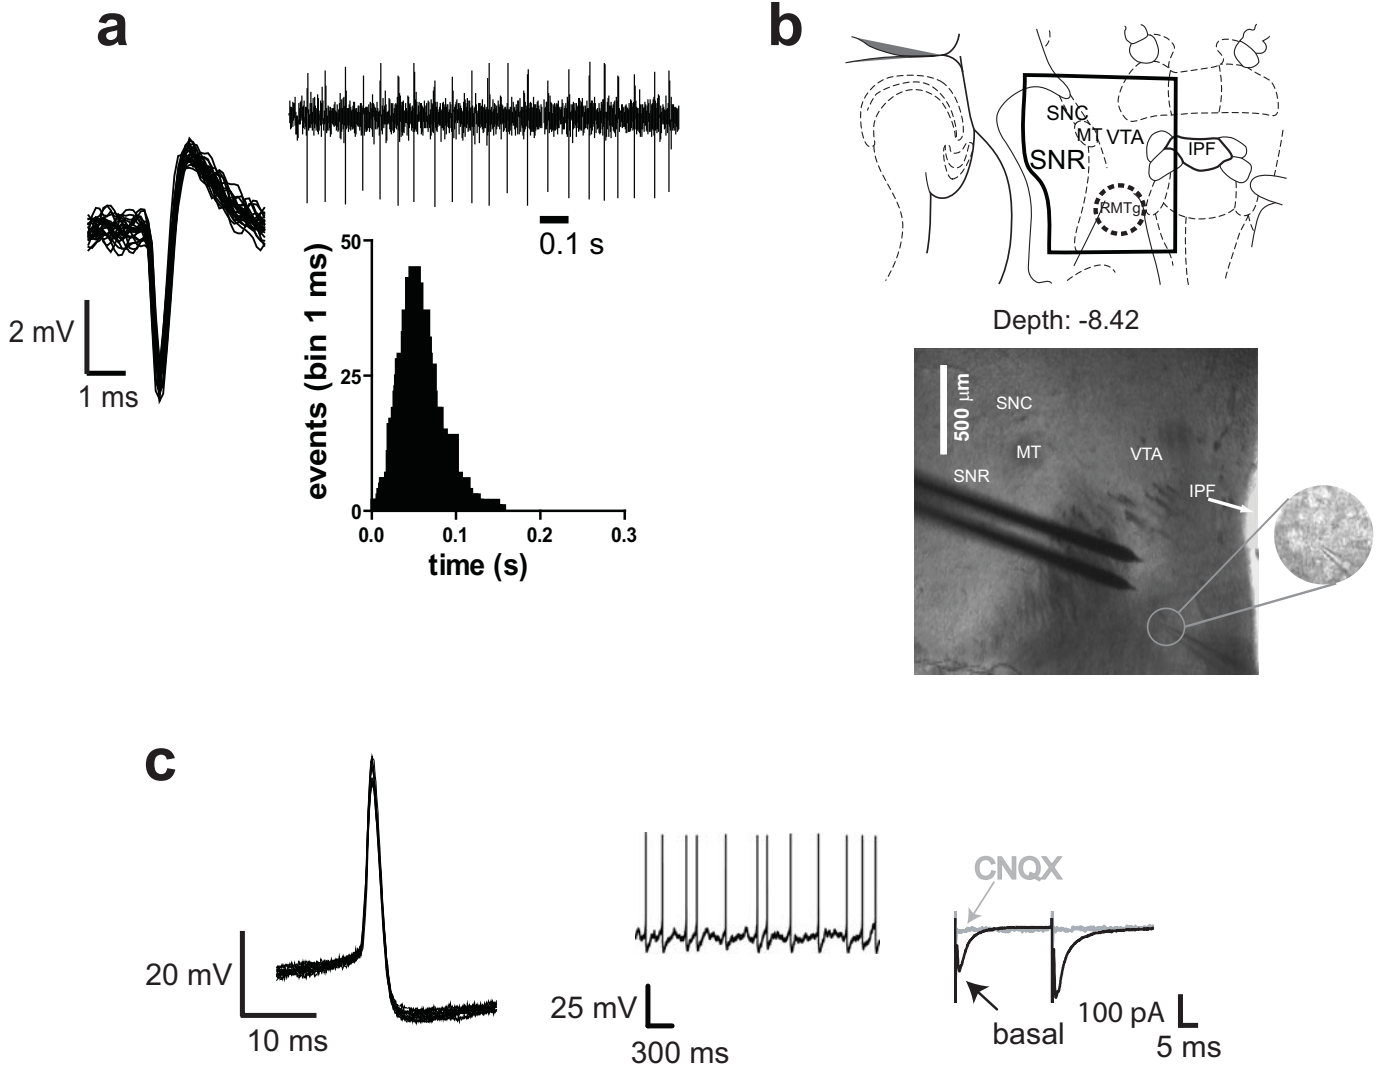 a
2 mV
1 ms
0.1 s
events (bin 1 ms)
50
25
0
0.0
0.1
0.2
0.3
time (s)
b
SNC
MT
VTA
SNR
IPF
RMTg
Depth: -8.42
500 µm
SNC
MT
VTA
SNR
IPF
c
20 mV
10 ms
25 mV
300 ms
CNQX
basal
100 pA
5 ms